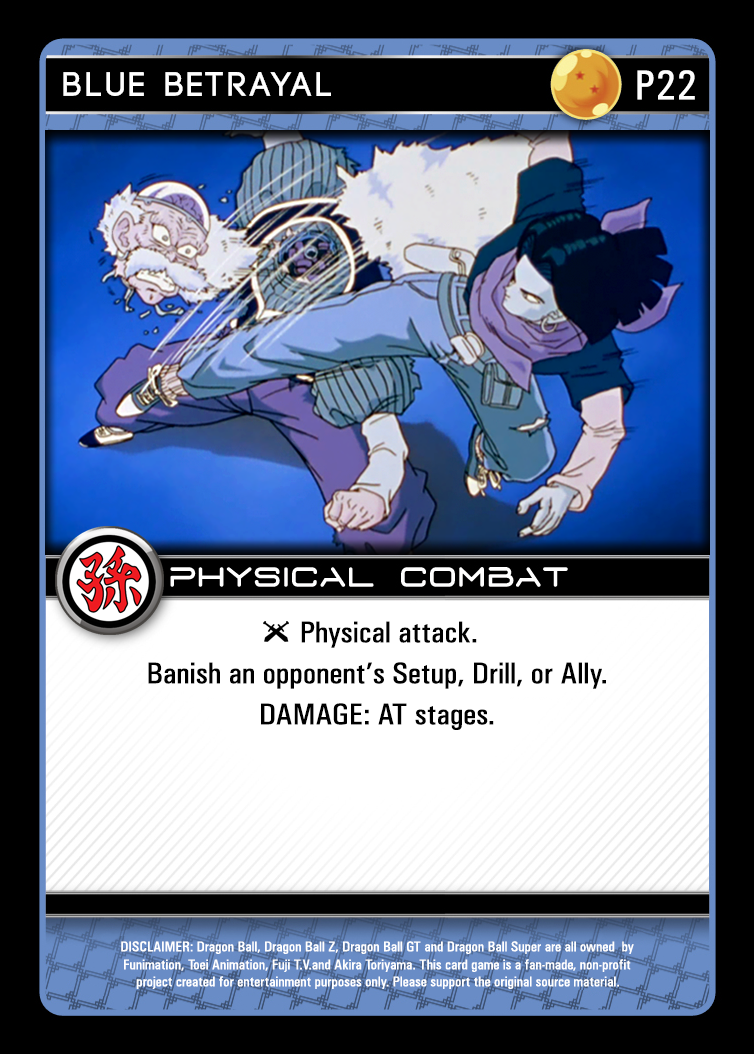 BLUE BETRAYAL P22
孫 PHYSICAL COMBAT
Physical attack.
Banish an opponent's Setup, Drill, or Ally.
DAMAGE: AT stages.
DISCLAIMER: Dragon Ball, Dragon Ball Z, Dragon Ball GT and Dragon Ball Super are all owned by
Funimation, Toei Animation, Fuji T.V.and Akira Toriyama. This card game is a fan-made, non-profit
project created for entertainment purposes only. Please support the original source material.